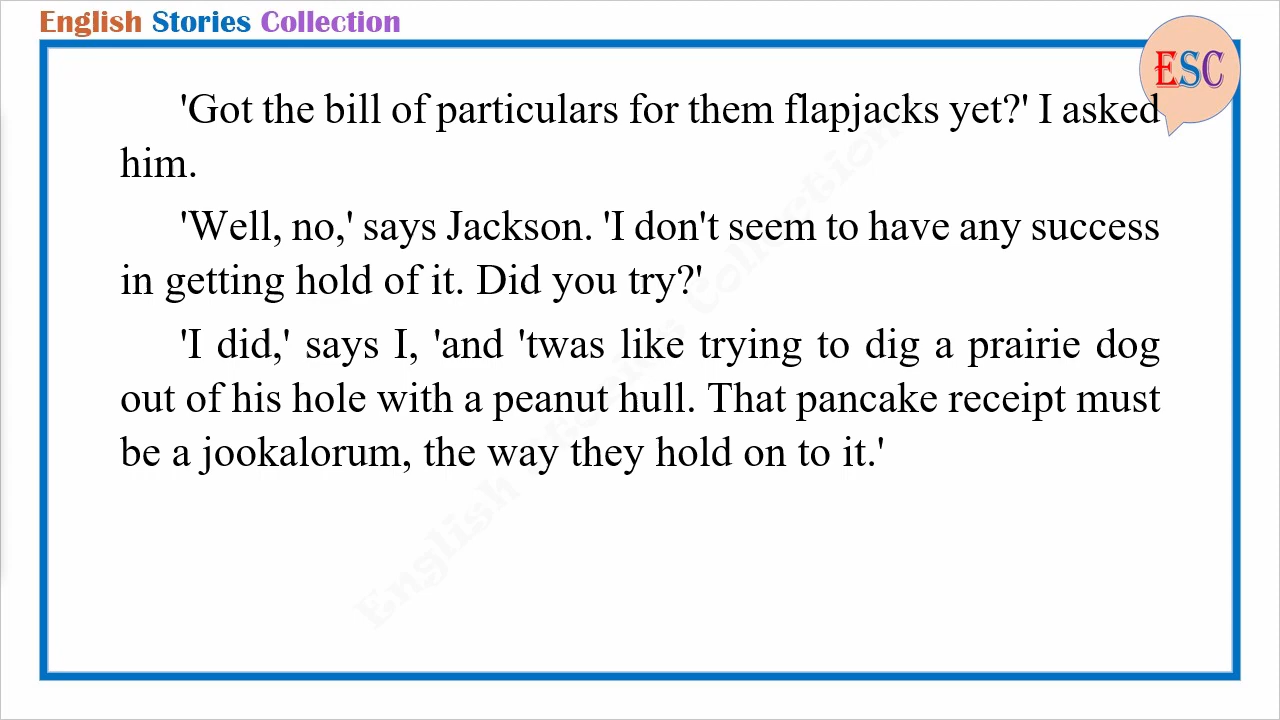 English Stories Collection
ESC
'Got the bill of particulars for them flapjacks yet?' I asked
him.
'Well, no,' says Jackson. 'I don't seem to have any success
in getting hold of it. Did you try?'
'I did,' says I, 'and 'twas like trying to dig a prairie dog
out of his hole with a peanut hull. That pancake receipt must
be a jookalorum, the way they hold on to it.'
English Stories Collection